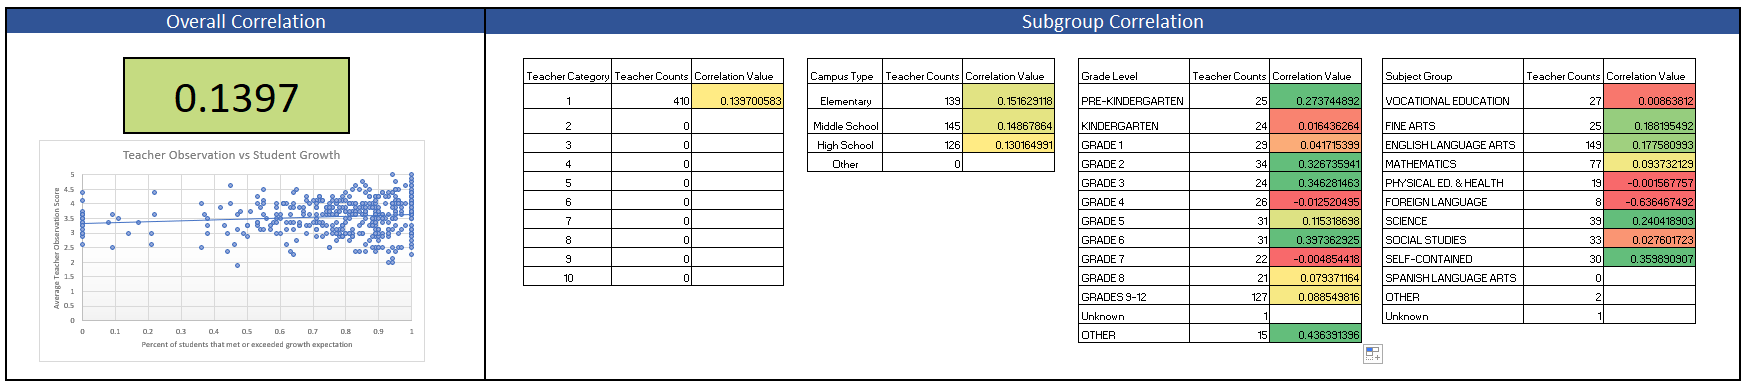 Overall Correlation
Subgroup Correlation
0.1397
Teacher Observation vs Student Growth
Average Teacher Observation Score
5
4.5
4
3.5
3
2.5
2
1.5
1
0.5
0
0 0.1 0.2 0.3 0.4 0.5 0.6 0.7 0.8 0.9 1
Percent of students that met or exceeded growth expectation
Teacher Category Teacher Counts Correlation Value
1 410 0.139700583
2 0
3 0
4 0
5 0
6 0
7 0
8 0
9 0
10 0
Campus Type Teacher Counts Correlation Value
Elementary 139 0.151629118
Middle School 145 0.14867864
High School 126 0.130164991
Other 0
Grade Level Teacher Counts Correlation Value
PRE-KINDERGARTEN 25 0.273744892
KINDERGARTEN 24 0.016436264
GRADE 1 29 0.041715399
GRADE 2 34 0.326735941
GRADE 3 24 0.346281463
GRADE 4 26 -0.012520495
GRADE 5 31 0.115318698
GRADE 6 31 0.397362925
GRADE 7 22 -0.004854418
GRADE 8 21 0.079371164
GRADES 9-12 127 0.088549816
Unknown 1
OTHER 15 0.436391396
Subject Group Teacher Counts Correlation Value
VOCATIONAL EDUCATION 27 0.00863812
FINE ARTS 25 0.188195492
ENGLISH LANGUAGE ARTS 149 0.177580993
MATHEMATICS 77 0.093732129
PHYSICAL ED. & HEALTH 19 -0.001567757
FOREIGN LANGUAGE 8 -0.636467492
SCIENCE 39 0.240418903
SOCIAL STUDIES 33 0.027601723
SELF-CONTAINED 30 0.359890907
SPANISH LANGUAGE ARTS 0
OTHER 2
Unknown 1